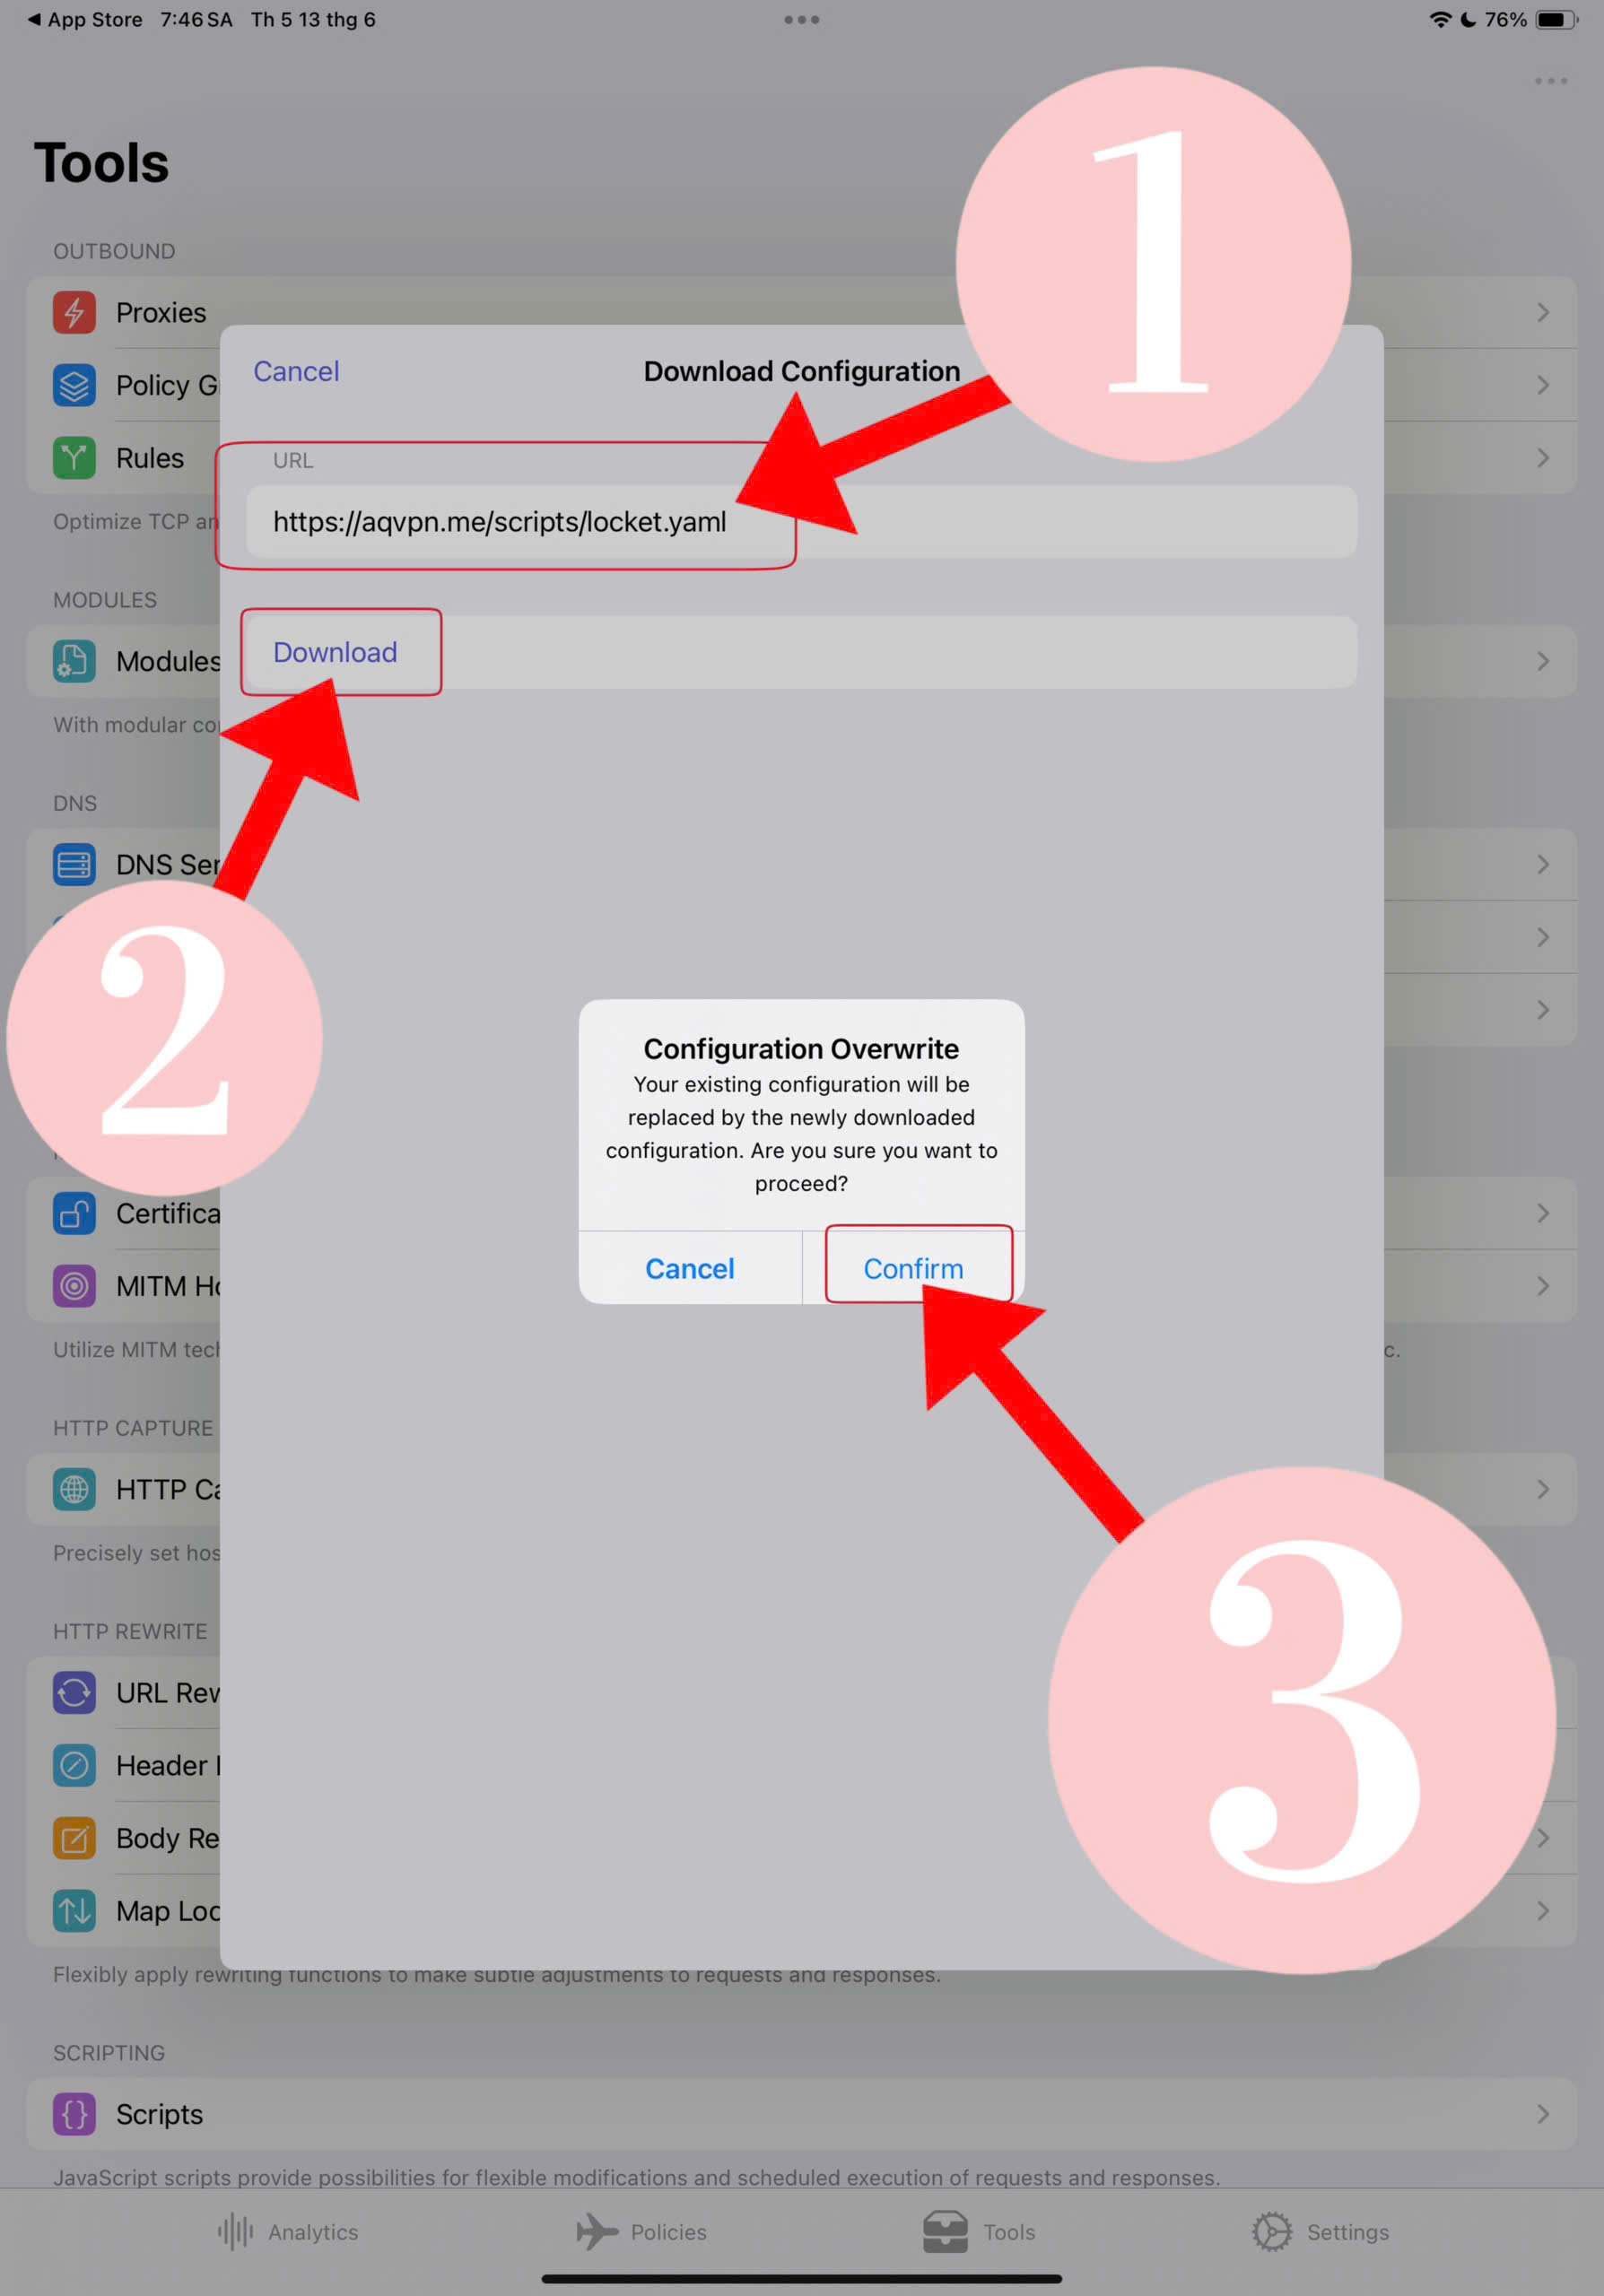 App Store 7:46 SA Th 5 13 thg 6
76%
Tools
OUTBOUND
Proxies
Policy G
Rules
Optimize TCP an
MODULES
Modules
With modular co
DNS
DNS Ser
Certifica
MITM Ho
Utilize MITM tech
c.
HTTP CAPTURE
HTTP Ca
Precisely set hos
HTTP REWRITE
URL Rew
Header
Body Re
Map Loc
Flexibly apply rewriting functions to make subtle adjustments to requests and responses.
SCRIPTING
Scripts
JavaScript scripts provide possibilities for flexible modifications and scheduled execution of requests and responses.
Cancel
Download Configuration
URL
https://aqvpn.me/scripts/locket.yaml
Download
Configuration Overwrite
Your existing configuration will be
replaced by the newly downloaded
configuration. Are you sure you want to
proceed?
Cancel
Confirm
1
2
3
Analytics
Policies
Tools
Settings